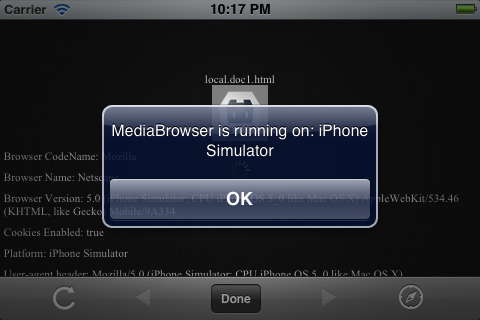 Carrier 10:17 PM
local.doc1.html
MediaBrowser is running on: iPhone
Simulator
OK
Browser CodeName: Mozilla
Browser Name: Netscape
Browser Version: 5.0 (iPhone Simulator; CPU iPhone OS 5_0 like Mac OS X) AppleWebKit/534.46
(KHTML, like Gecko) Mobile/9A334
Cookies Enabled: true
Platform: iPhone Simulator
User-agent header: Mozilla/5.0 (iPhone Simulator; CPU iPhone OS 5_0 like Mac OS X)
Done